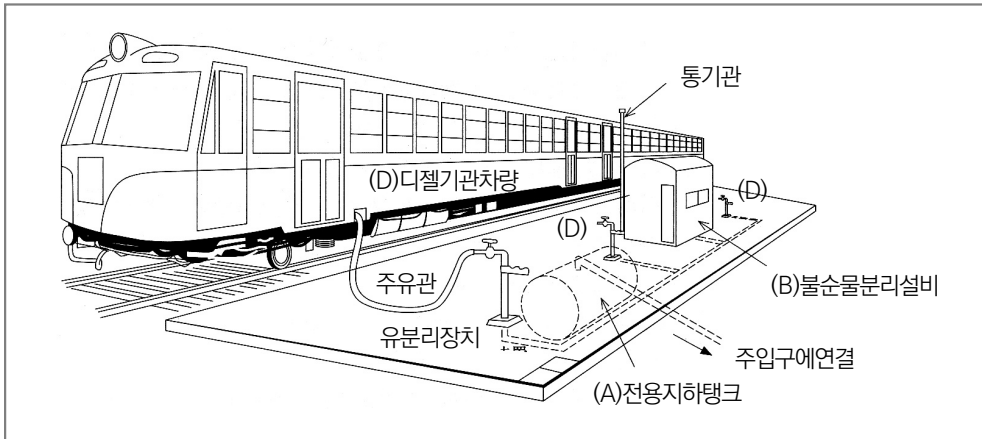 통기관
(D)디젤기관차량
(D)
(D)
주유관
(B)불순물분리설비
유분리장치
주입구에연결
(A)전용지하탱크